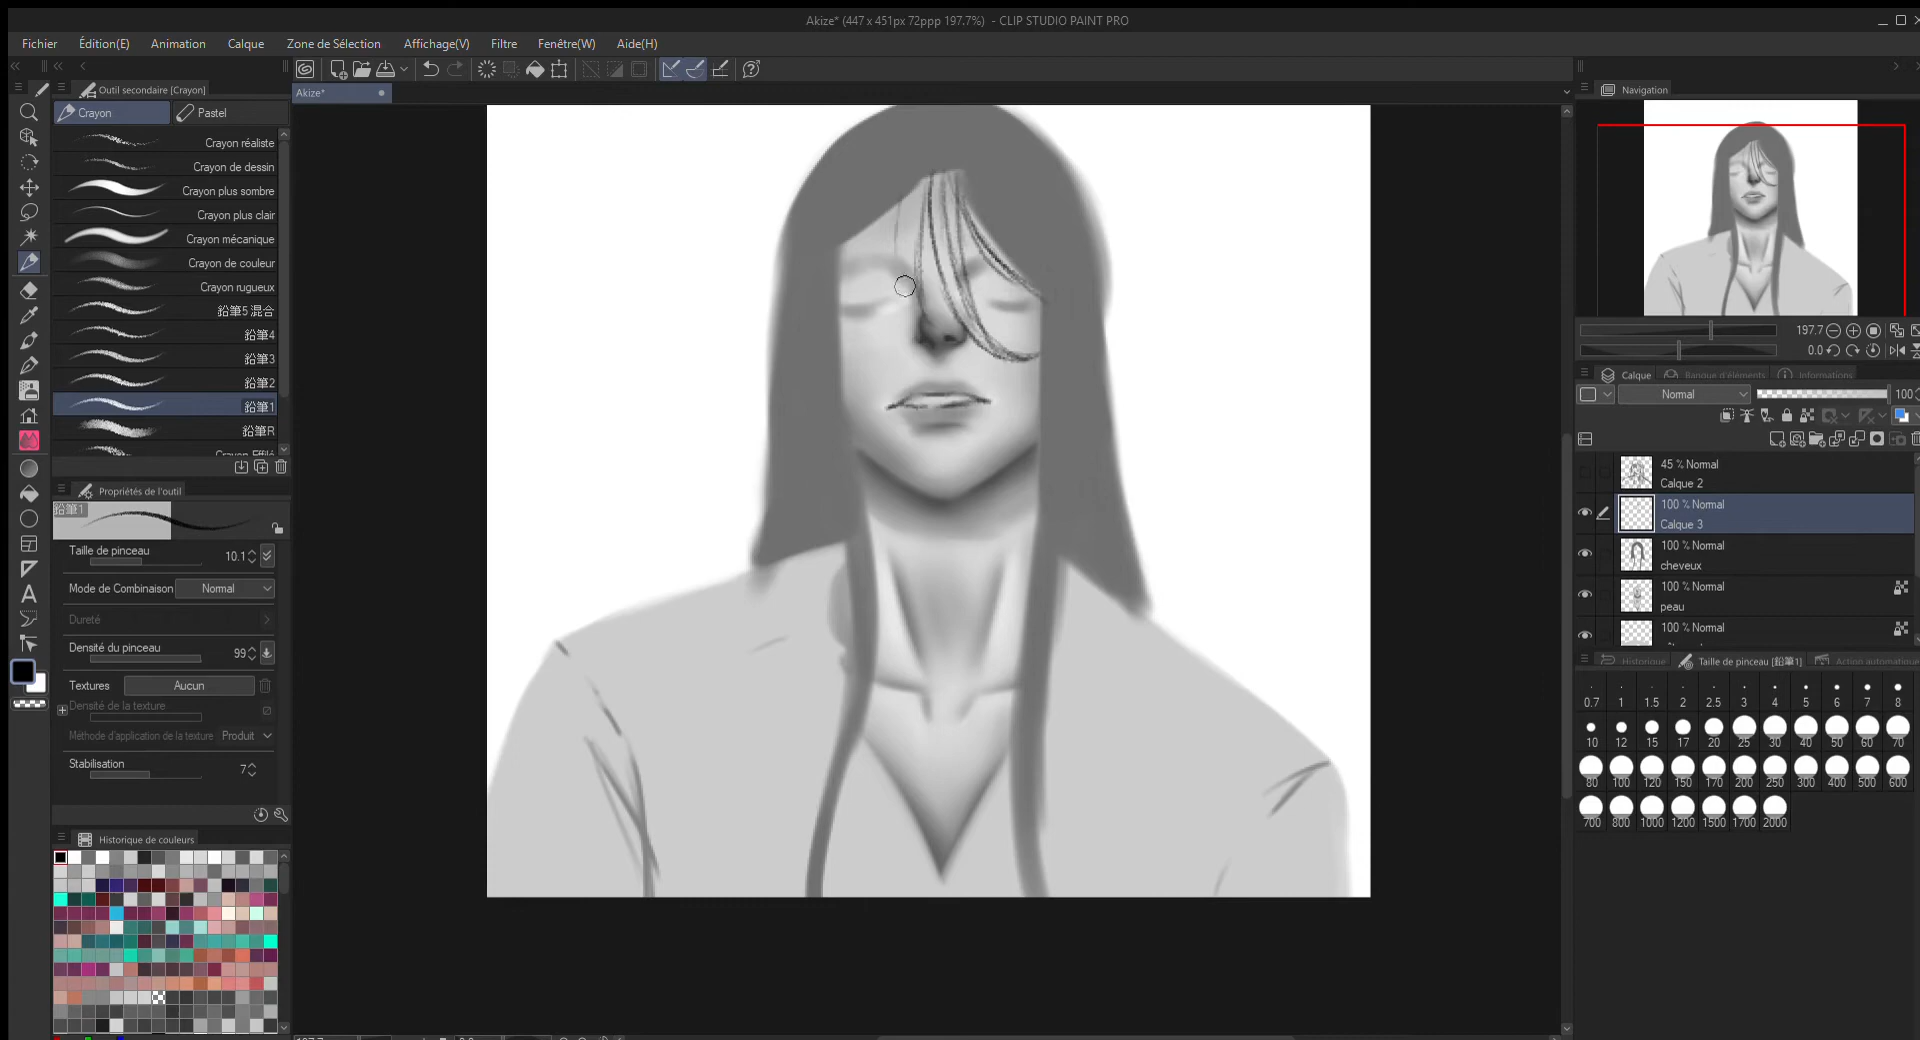 Akize* (447 x 451px 72ppp 197.7%) - CLIP STUDIO PAINT PRO
Fichier Édition(E) Animation Calque Zone de Sélection Affichage(V) Filtre Fenêtre(W) Aide(H)
Outil secondaire [Crayon]
Crayon Pastel
Crayon réaliste
Crayon de dessin
Crayon plus sombre
Crayon plus clair
Crayon mécanique
Crayon de couleur
Crayon rugueux
鉛筆5 混合
鉛筆4
鉛筆3
鉛筆2
鉛筆1
鉛筆R
Crayon Effilé
Propriétés de l'outil
鉛筆1
Taille de pinceau 10.1
Mode de Combinaison Normal
Dureté
Densité du pinceau 99
Textures Aucun
Densité de la texture
Méthode d'application de la texture Produit
Stabilisation 7
Historique de couleurs
Akize*
Navigation
197.7
0.0
Calque Banque d'éléments Informations
Normal 100
45 % Normal
Calque 2
100 % Normal
Calque 3
100 % Normal
cheveux
100 % Normal
peau
100 % Normal
Historique Taille de pinceau [鉛筆1] Action automatique
0.7 1 1.5 2 2.5 3 4 5 6 7 8
10 12 15 17 20 25 30 40 50 60 70
80 100 120 150 170 200 250 300 400 500 600
700 800 1000 1200 1500 1700 2000